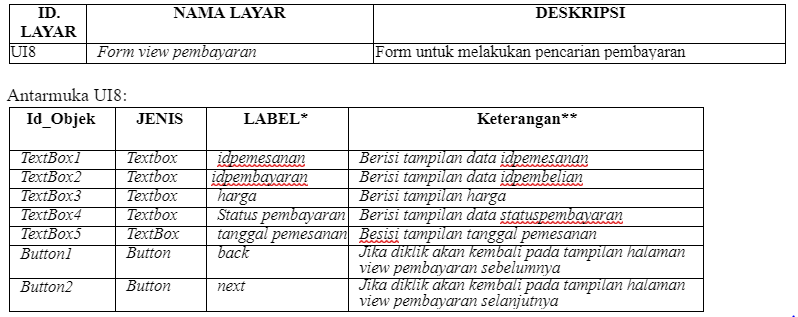 ID. LAYAR NAMA LAYAR DESKRIPSI
UI8 Form view pembayaran Form untuk melakukan pencarian pembayaran
Antarmuka UI8:
Id_Objek JENIS LABEL* Keterangan**
TextBox1 Textbox idpemesanan Berisi tampilan data idpemesanan
TextBox2 Textbox idpembayaran Berisi tampilan data idpembelian
TextBox3 Textbox harga Berisi tampilan harga
TextBox4 Textbox Status pembayaran Berisi tampilan data statuspembayaran
TextBox5 TextBox tanggal pemesanan Besisi tampilan tanggal pemesanan
Button1 Button back Jika diklik akan kembali pada tampilan halaman
view pembayaran sebelumnya
Button2 Button next Jika diklik akan kembali pada tampilan halaman
view pembayaran selanjutnya